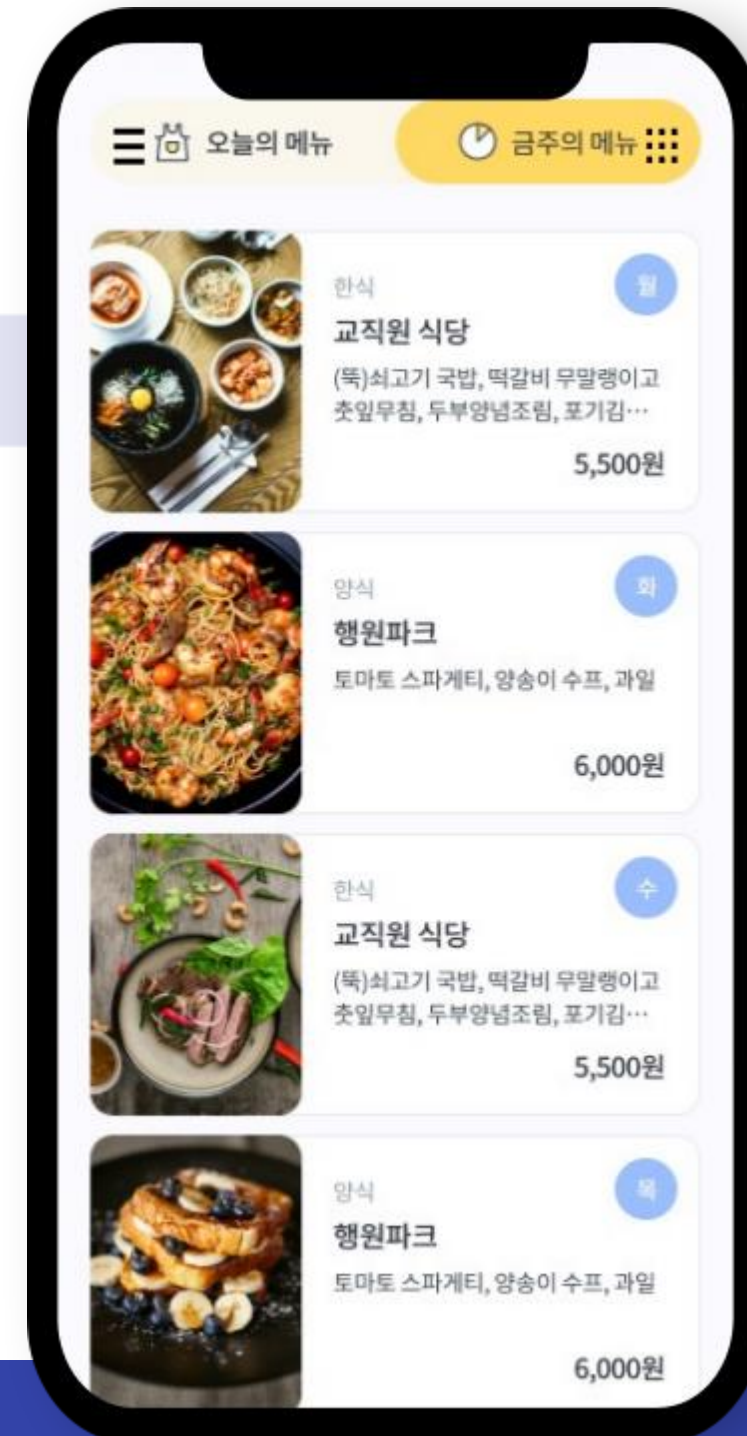 오늘의 메뉴
금주의 메뉴
한식
월
교직원 식당
(뚝)쇠고기 국밥, 떡갈비 무말랭이고
춧잎무침, 두부양념조림, 포기김…
5,500원
양식
화
행원파크
토마토 스파게티, 양송이 수프, 과일
6,000원
한식
수
교직원 식당
(뚝)쇠고기 국밥, 떡갈비 무말랭이고
춧잎무침, 두부양념조림, 포기김…
5,500원
양식
목
행원파크
토마토 스파게티, 양송이 수프, 과일
6,000원